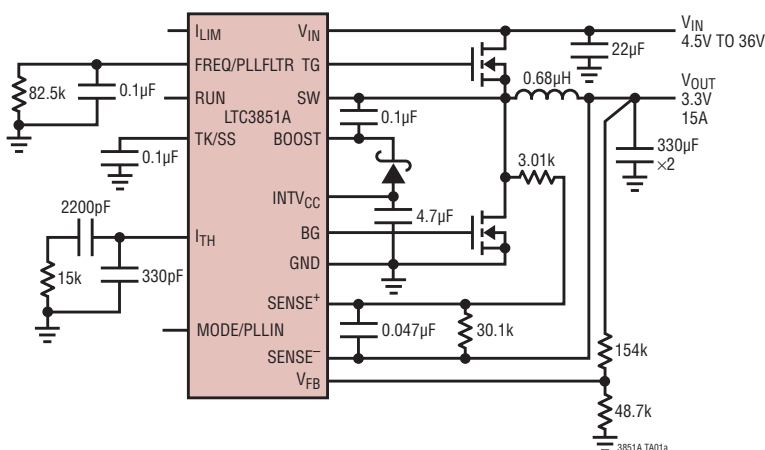 I_LIM
V_IN
V_IN
4.5V TO 36V
22µF
FREQ/PLLFLTR
TG
82.5k
0.1µF
0.68µH
V_OUT
3.3V
15A
RUN
SW
LTC3851A
0.1µF
TK/SS
BOOST
0.1µF
330µF
×2
3.01k
2200pF
INTV_CC
4.7µF
I_TH
BG
15k
330pF
GND
SENSE⁺
MODE/PLLIN
0.047µF
30.1k
SENSE⁻
154k
V_FB
48.7k
3851A TA01a